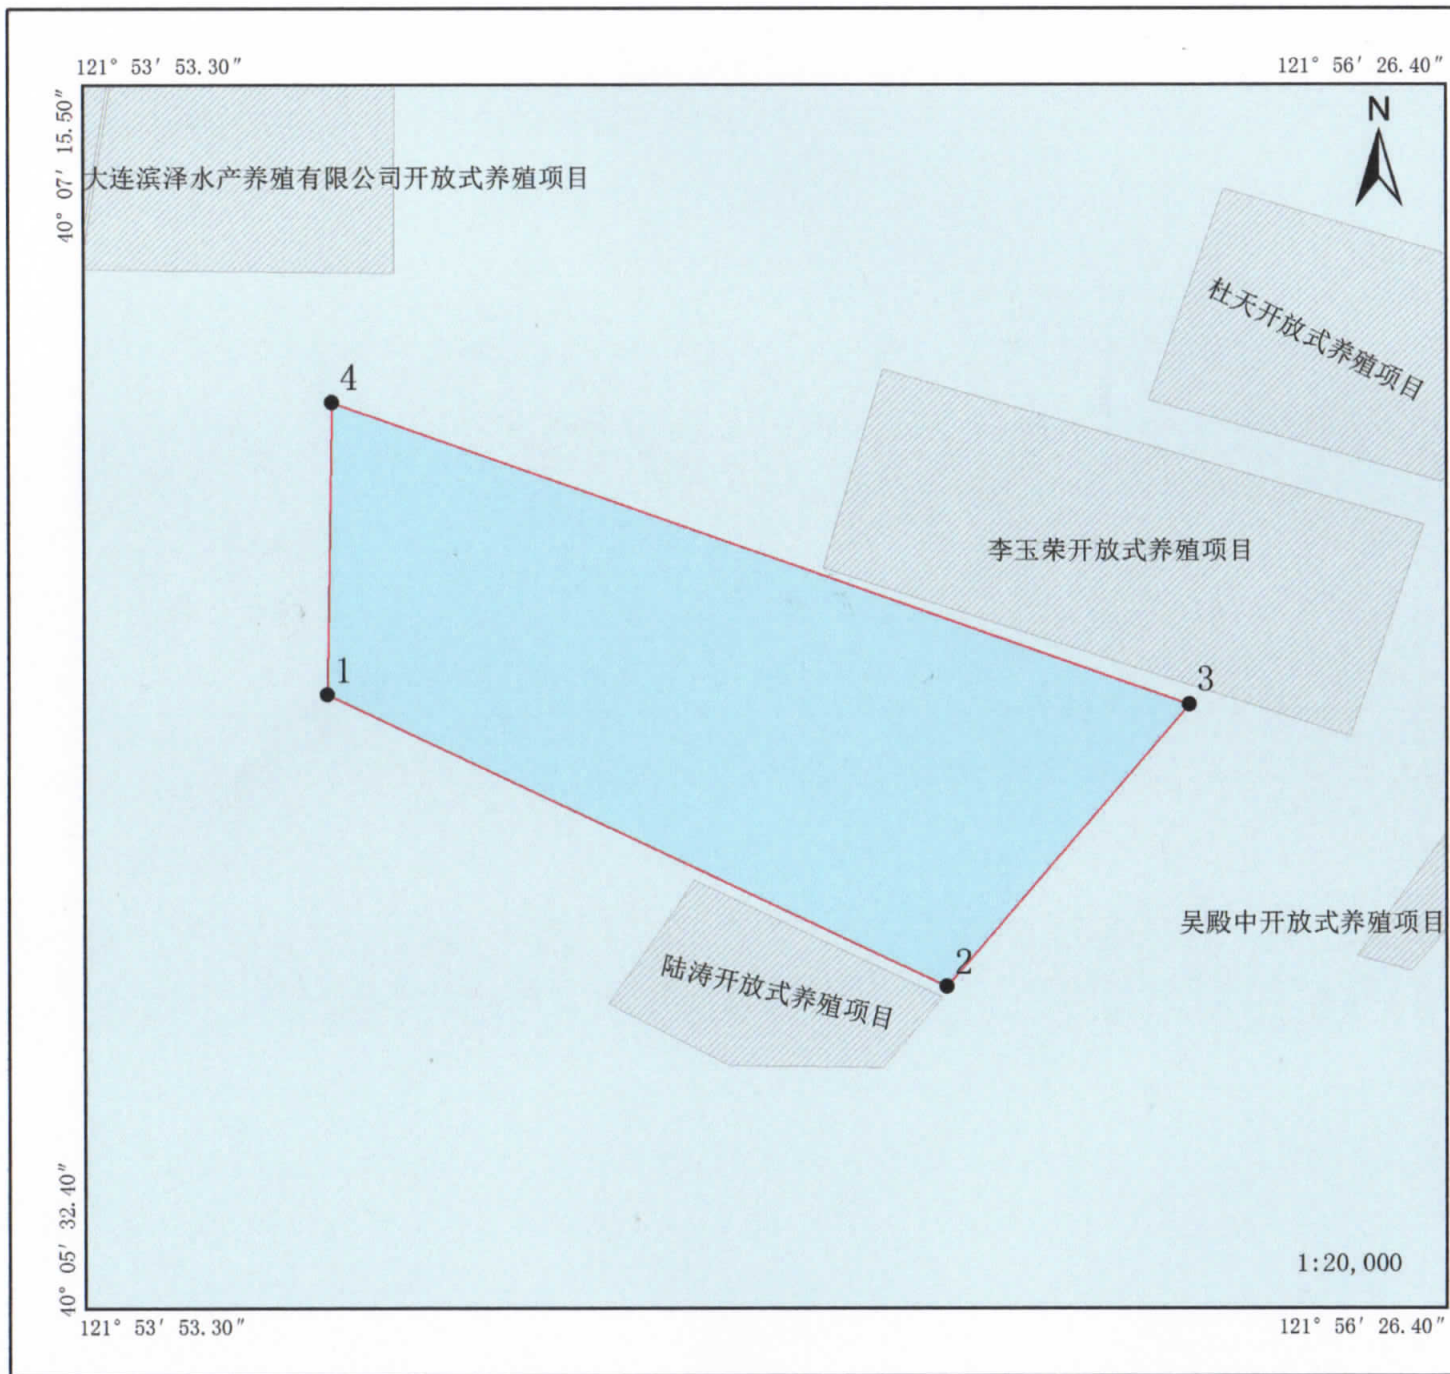 121° 53′ 53.30″
121° 56′ 26.40″
40° 07′ 15.50″
N
大连滨泽水产养殖有限公司开放式养殖项目
杜天开放式养殖项目
4
李玉荣开放式养殖项目
1
3
吴殿中开放式养殖项目
2
陆涛开放式养殖项目
40° 05′ 32.40″
1:20,000
121° 53′ 53.30″
121° 56′ 26.40″